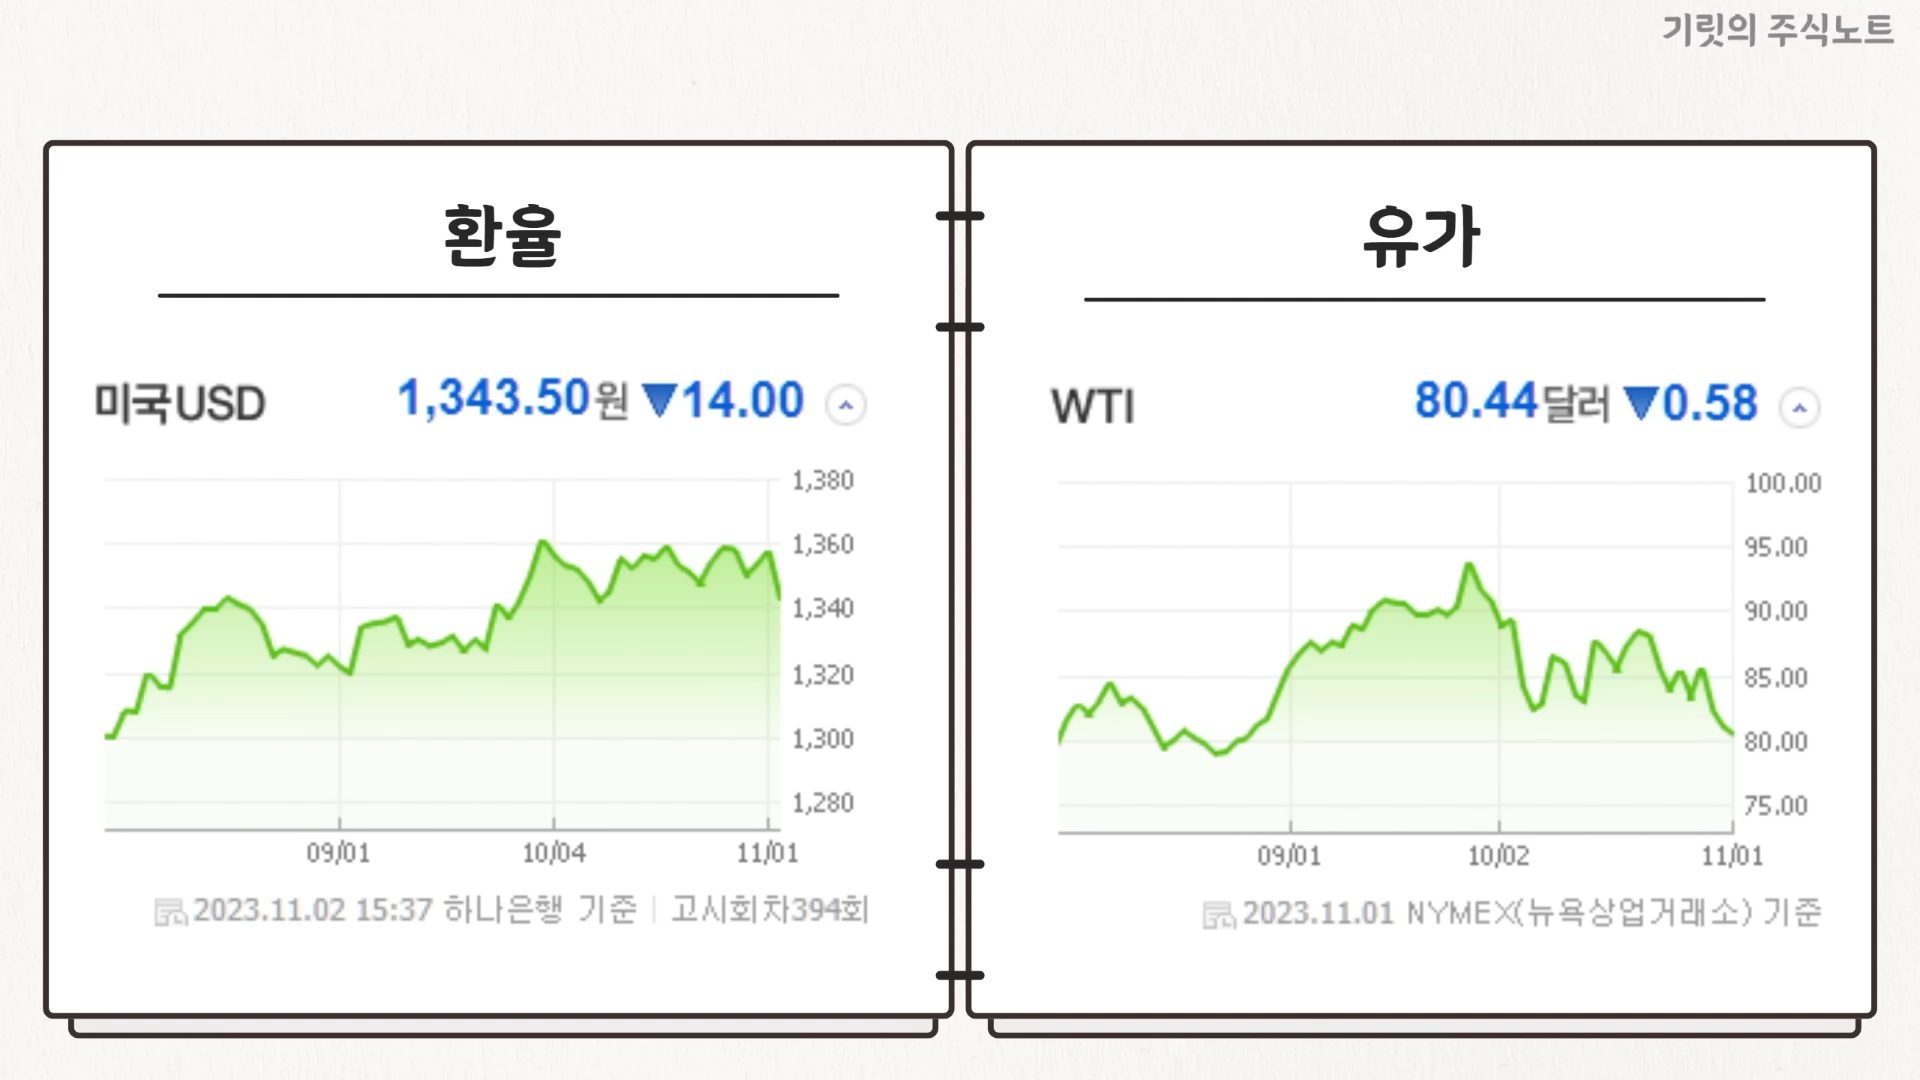 기릿의 주식노트
환율
미국USD 1,343.50원 ▼14.00
1,380
1,360
1,340
1,320
1,300
1,280
09/01 10/04 11/01
2023.11.02 15:37 하나은행 기준 | 고시회차394회
유가
WTI 80.44달러 ▼0.58
100.00
95.00
90.00
85.00
80.00
75.00
09/01 10/02 11/01
2023.11.01 NYMEX(뉴욕상업거래소) 기준